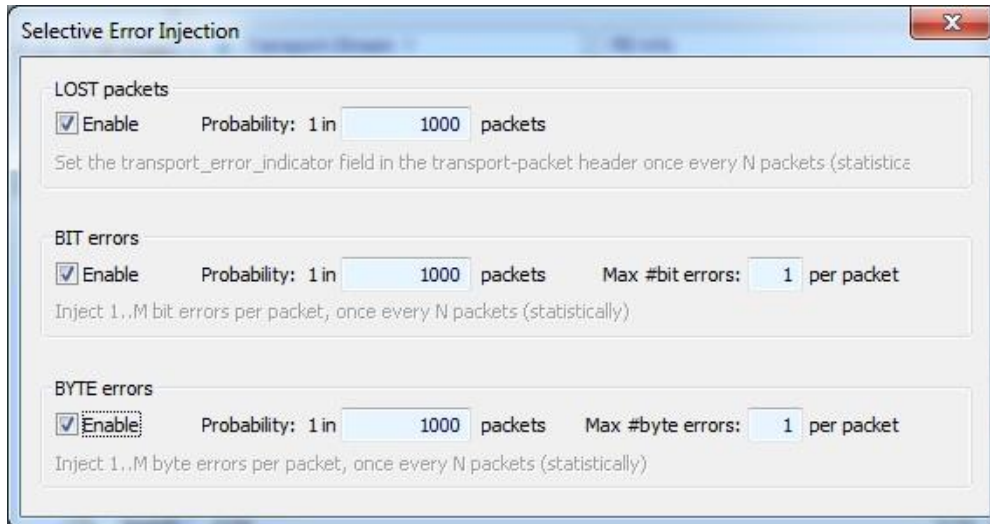 Selective Error Injection
LOST packets
Enable Probability: 1 in 1000 packets
Set the transport_error_indicator field in the transport-packet header once every N packets (statistica
BIT errors
Enable Probability: 1 in 1000 packets Max #bit errors: 1 per packet
Inject 1..M bit errors per packet, once every N packets (statistically)
BYTE errors
Enable Probability: 1 in 1000 packets Max #byte errors: 1 per packet
Inject 1..M byte errors per packet, once every N packets (statistically)